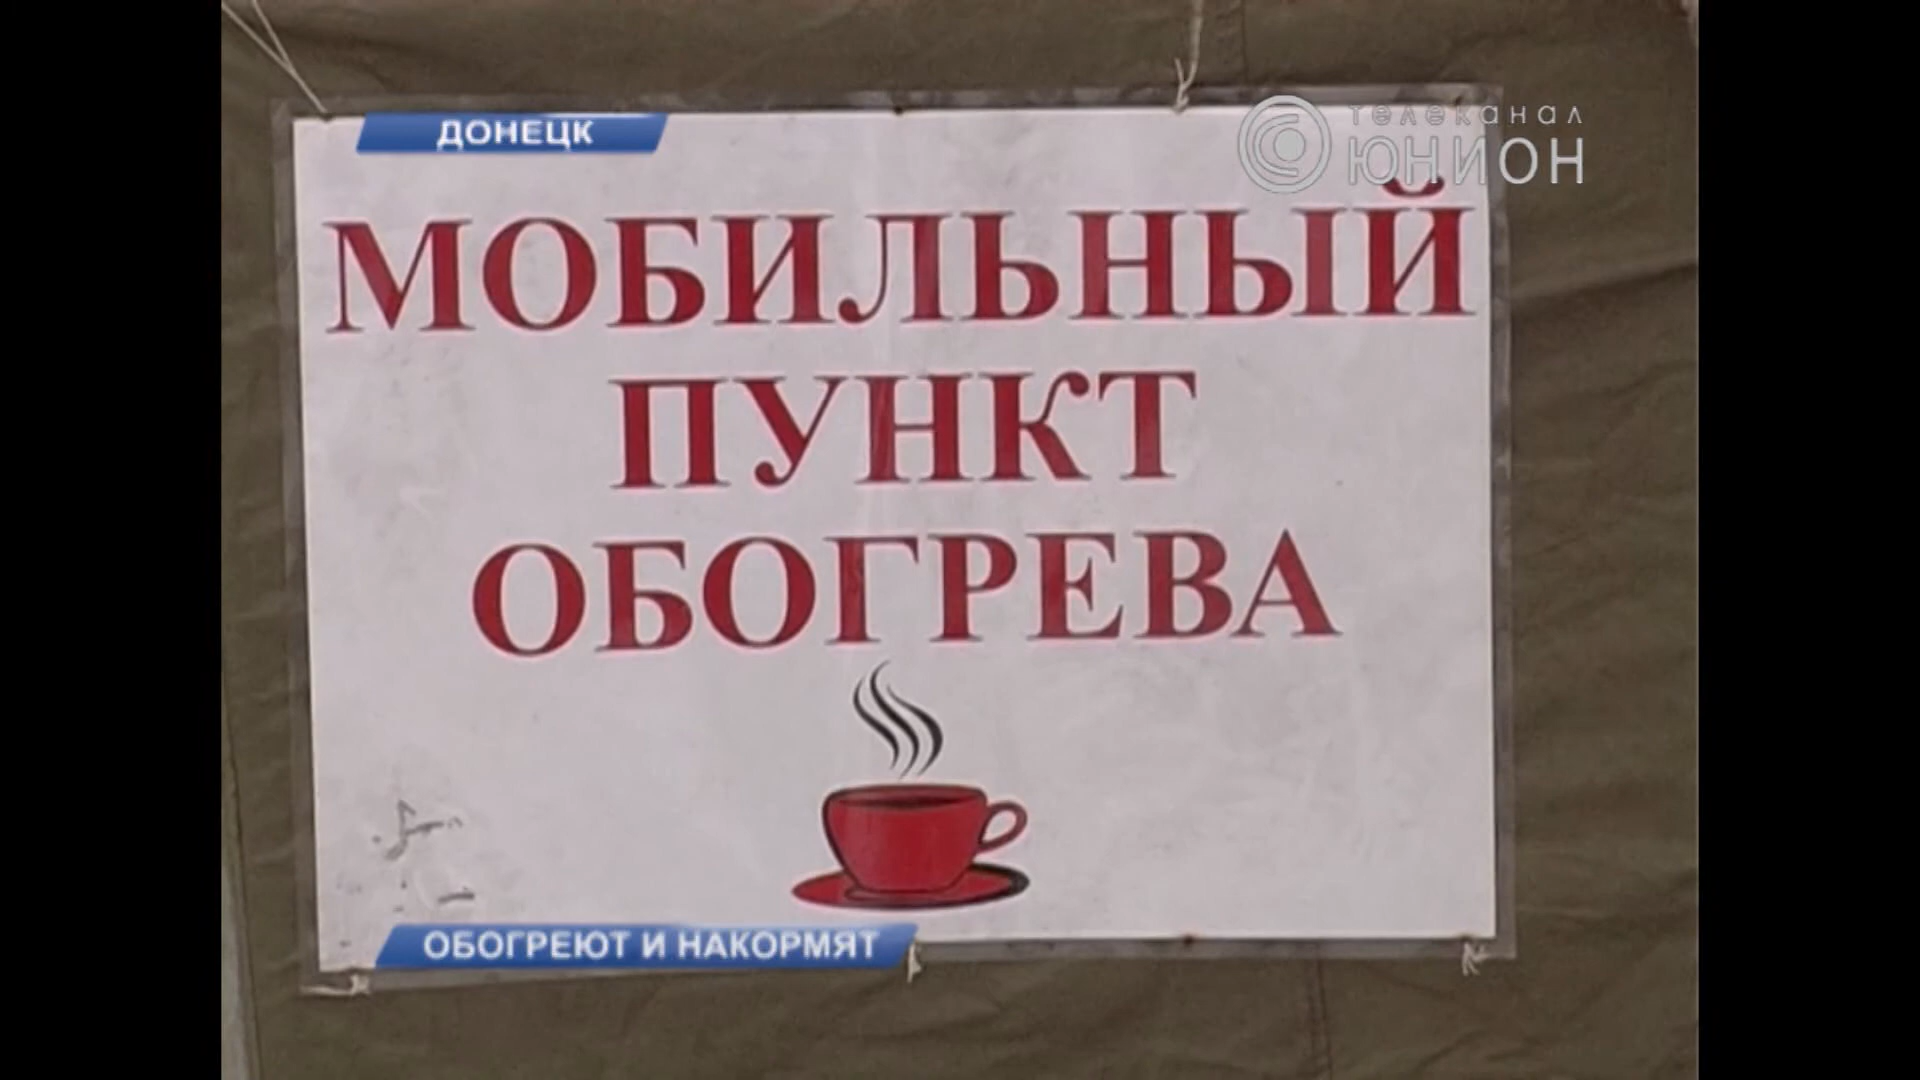 ДОНЕЦК
телеканал
ЮНИОН
МОБИЛЬНЫЙ
ПУНКТ
ОБОГРЕВА
ОБОГРЕЮТ И НАКОРМЯТ